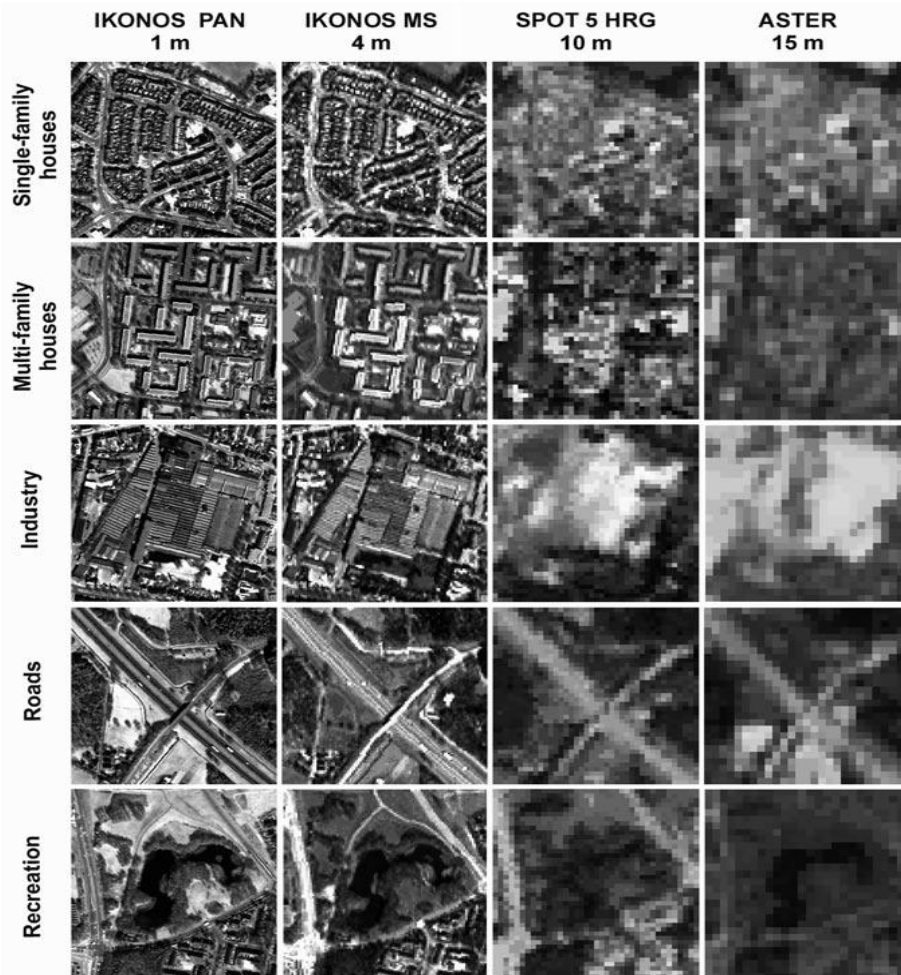 IKONOS PAN
1 m
IKONOS MS
4 m
SPOT 5 HRG
10 m
ASTER
15 m
Single-family
houses
Multi-family
houses
Industry
Roads
Recreation